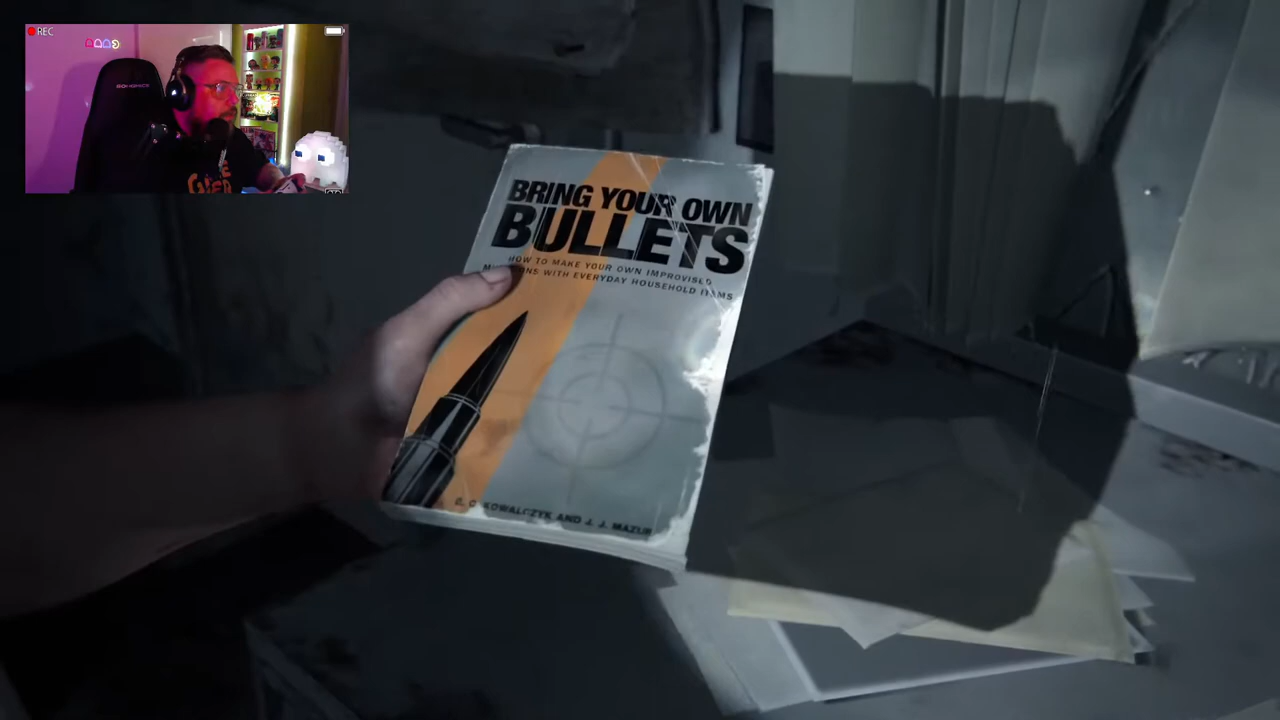 REC
BRING YOUR OWN
BULLETS
HOW TO MAKE YOUR OWN IMPROVISED
WITH EVERYDAY HOUSEHOLD ITEMS
KOWALCZYK AND J. J. MAZUR